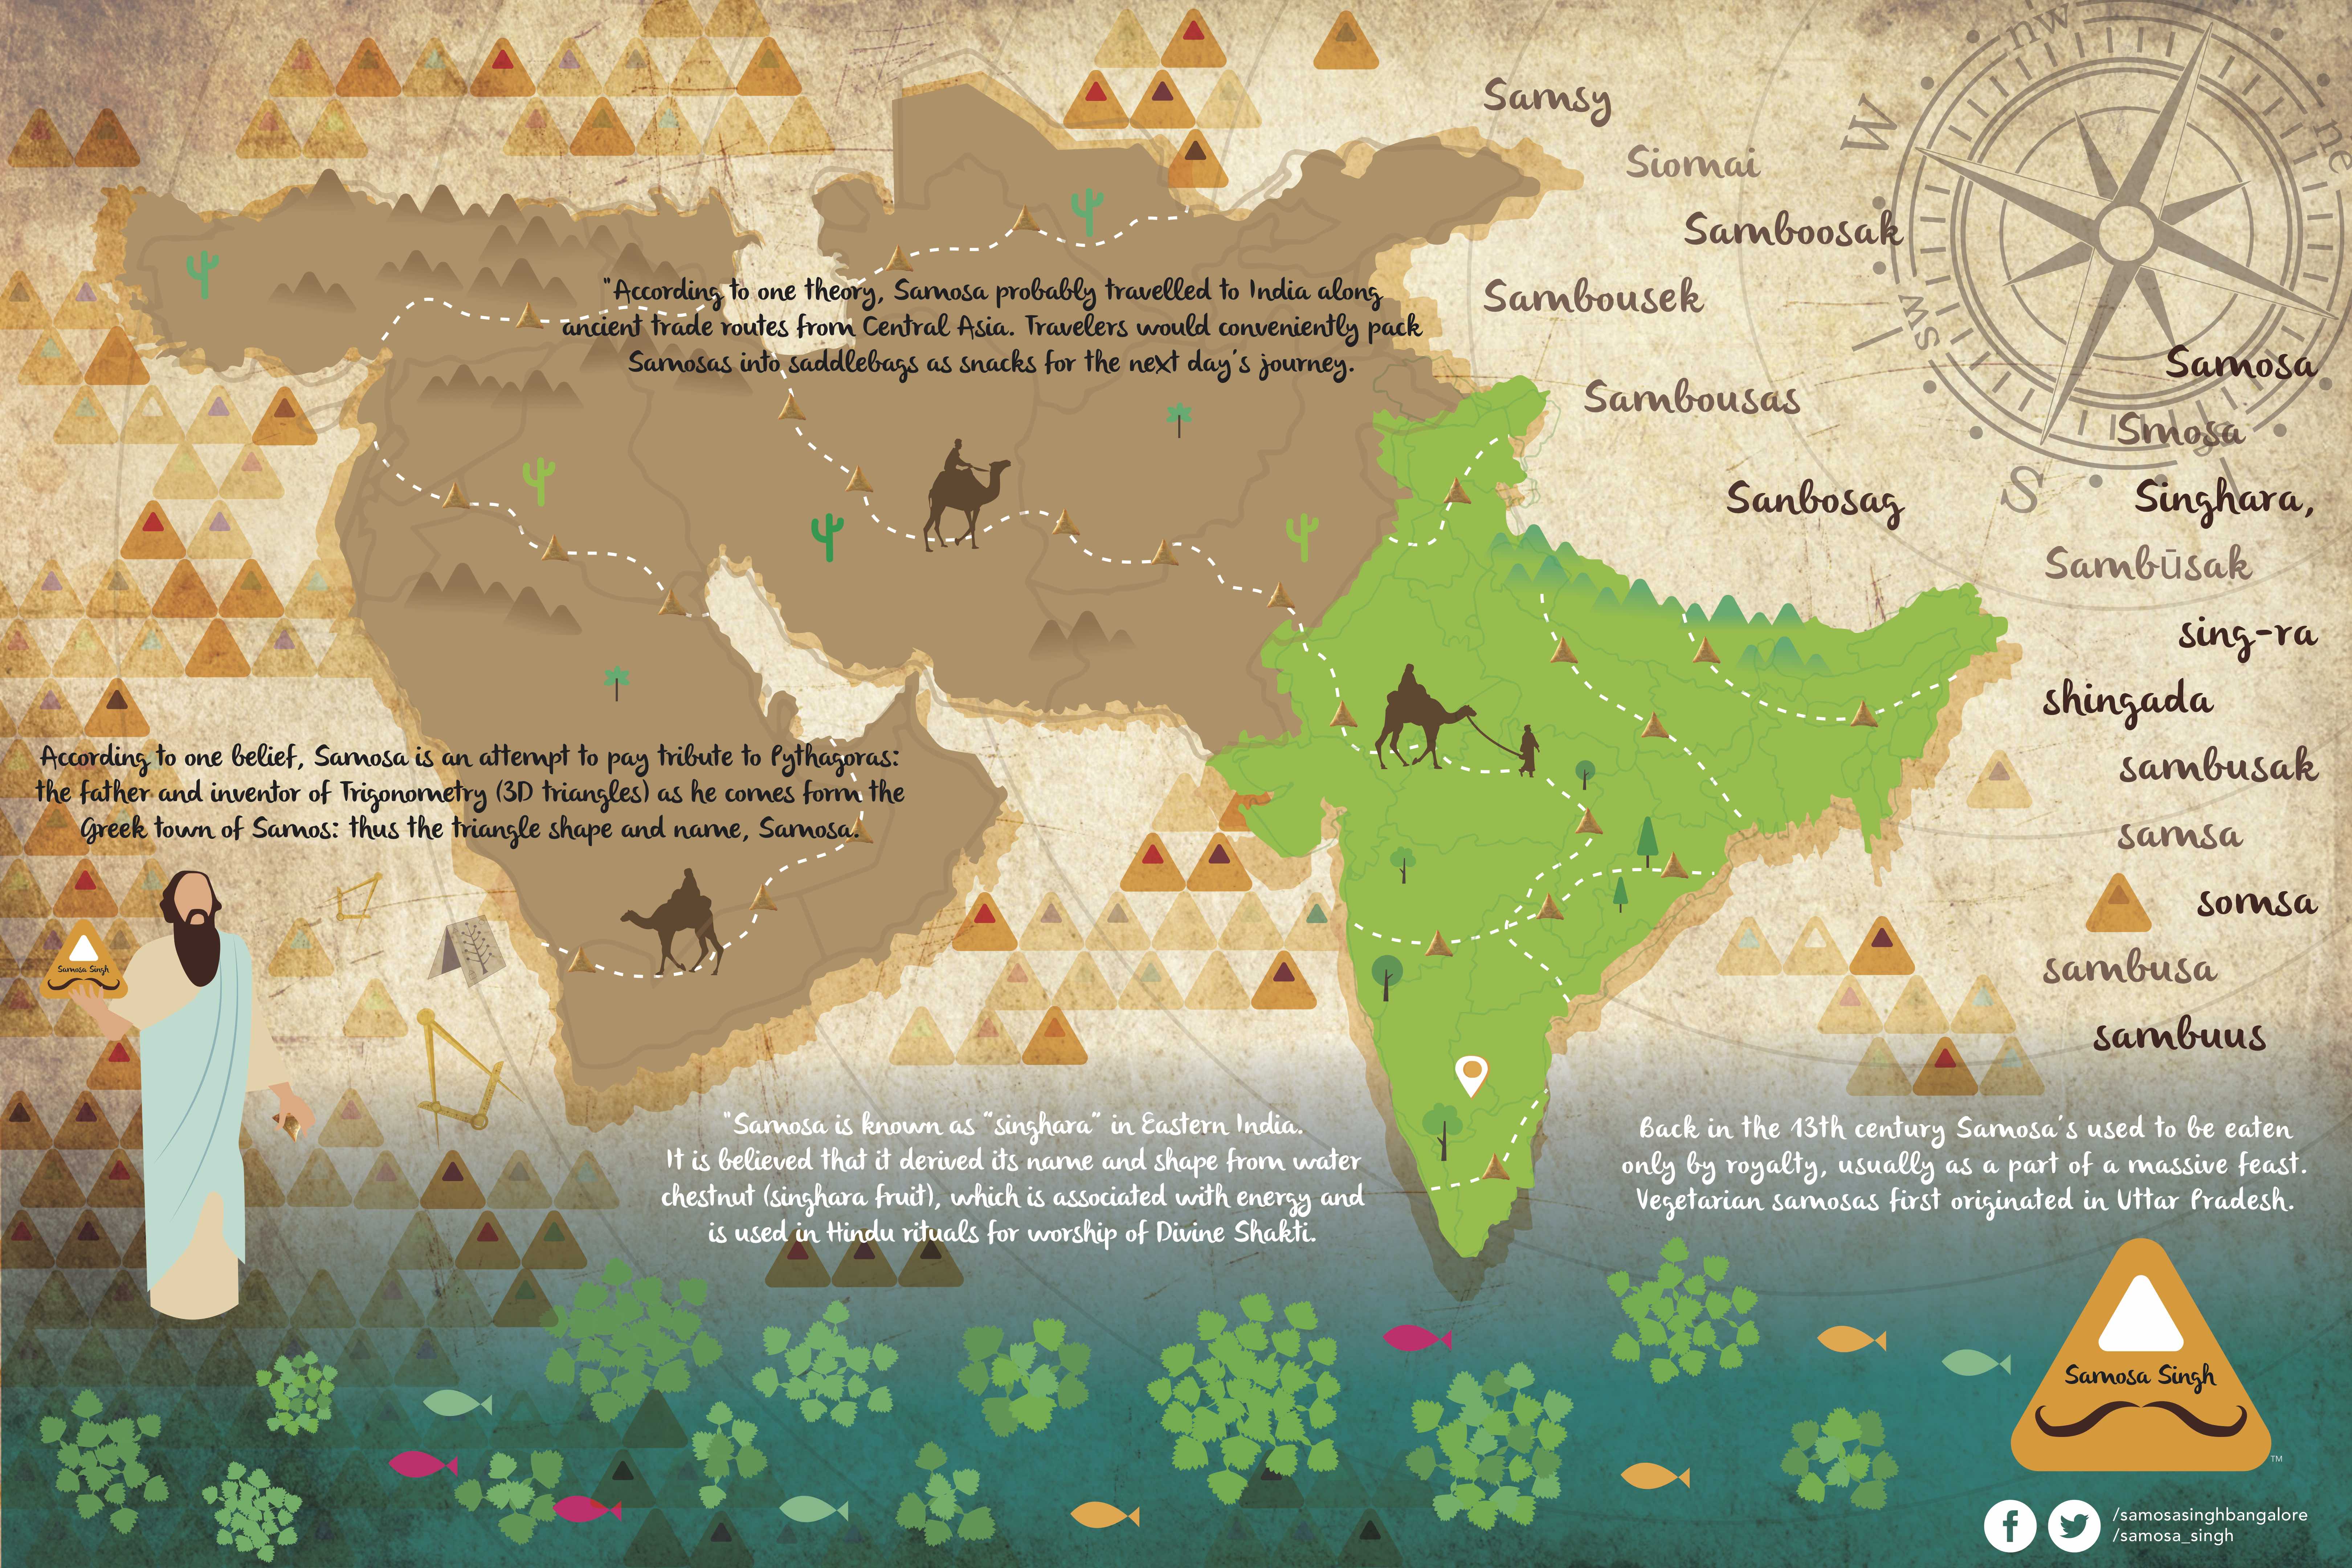 nw
W
ne
sw
S
Samsy
Siomai
Samboosak
Sambousek
Sambousas
Sanbosag
Samosa
Smosa
Singhara,
Sambūsak
sing-ra
shingada
sambusak
samsa
somsa
sambusa
sambuus
"According to one theory, Samosa probably travelled to India along
ancient trade routes from Central Asia. Travelers would conveniently pack
Samosas into saddlebags as snacks for the next day's journey.
According to one belief, Samosa is an attempt to pay tribute to Pythagoras:
the father and inventor of Trigonometry (3D triangles) as he comes form the
Greek town of Samos: thus the triangle shape and name, Samosa.
Samosa Singh
"Samosa is known as "singhara" in Eastern India.
It is believed that it derived its name and shape from water
chestnut (singhara fruit), which is associated with energy and
is used in Hindu rituals for worship of Divine Shakti.
Back in the 13th century Samosa's used to be eaten
only by royalty, usually as a part of a massive feast.
Vegetarian samosas first originated in Uttar Pradesh.
Samosa Singh
TM
/samosasinghbangalore
/samosa_singh